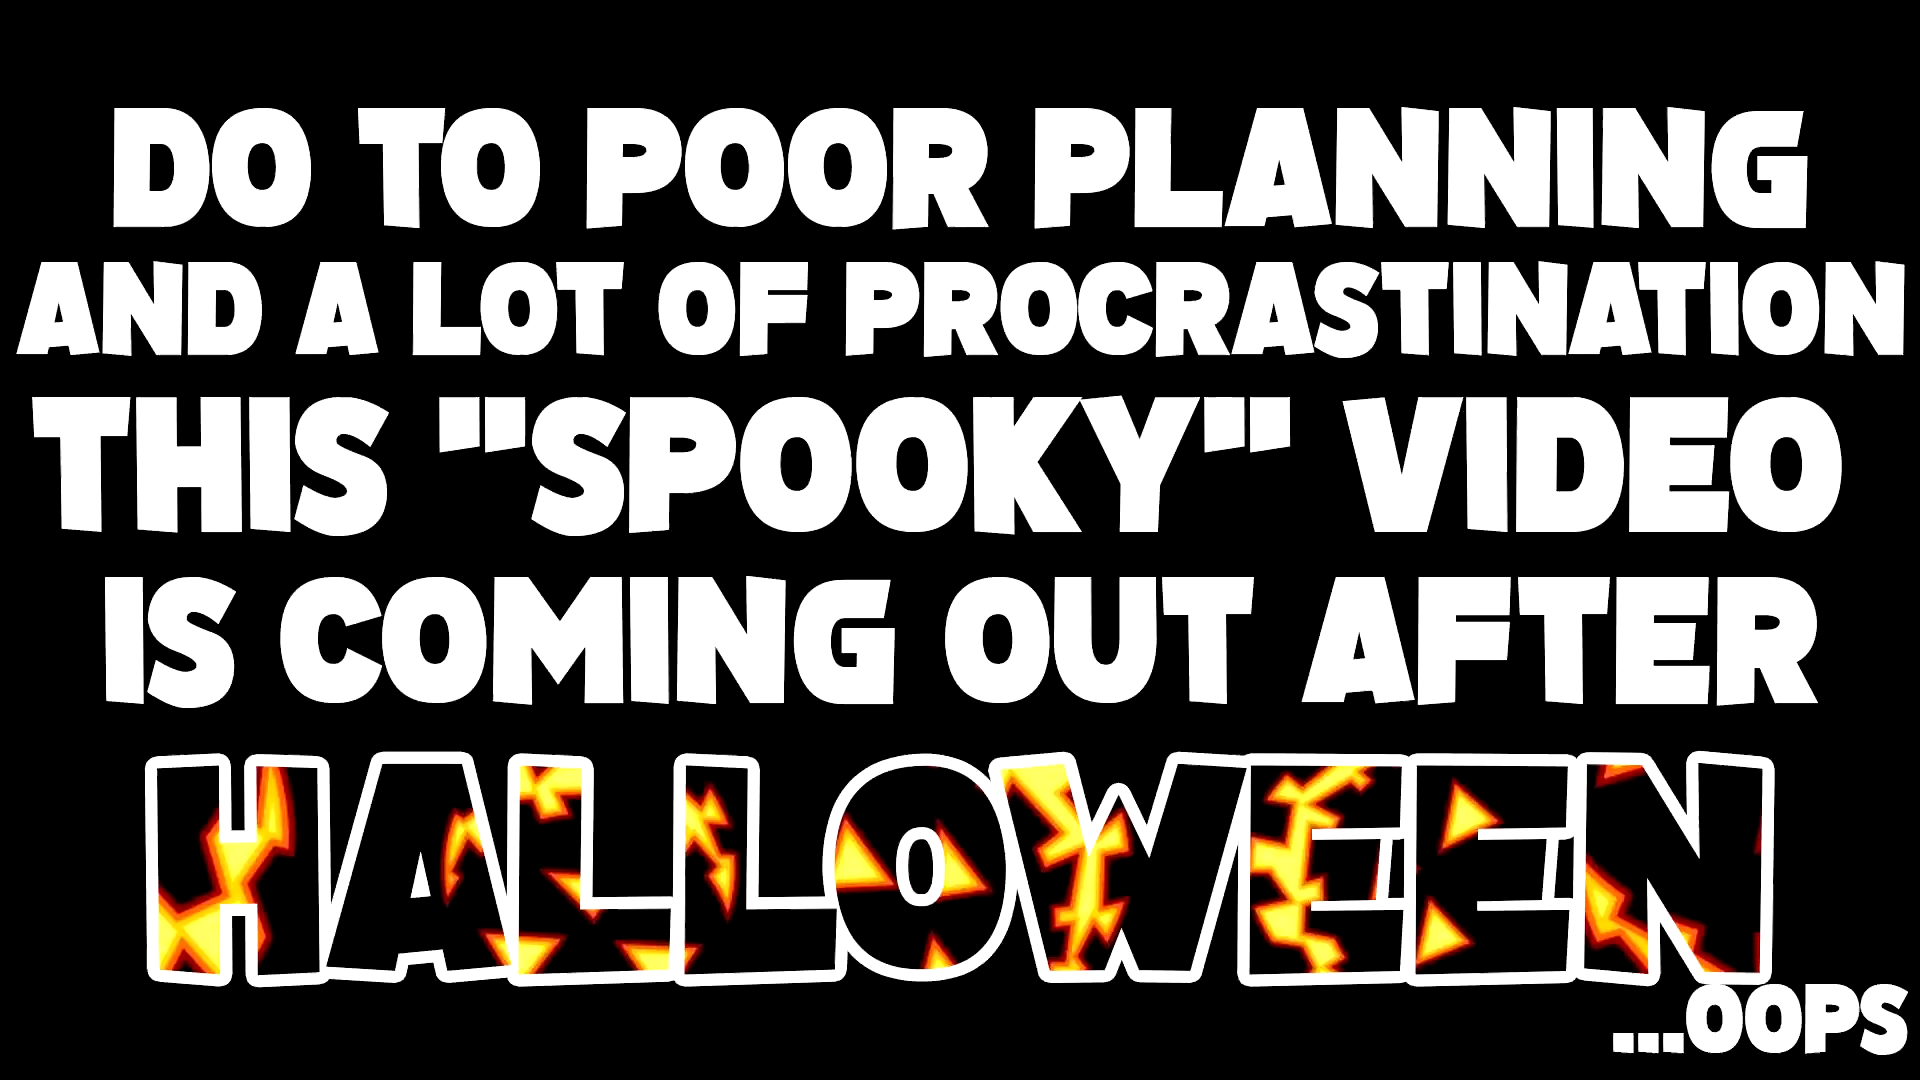 DO TO POOR PLANNING
AND A LOT OF PROCRASTINATION
THIS "SPOOKY" VIDEO
IS COMING OUT AFTER
HALLOWEEN
...OOPS